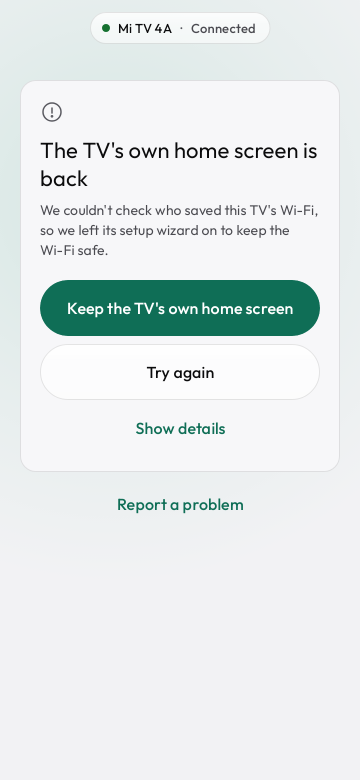 Mi TV 4A · Connected
The TV's own home screen is
back
We couldn't check who saved this TV's Wi-Fi,
so we left its setup wizard on to keep the
Wi-Fi safe.
Keep the TV's own home screen
Try again
Show details
Report a problem